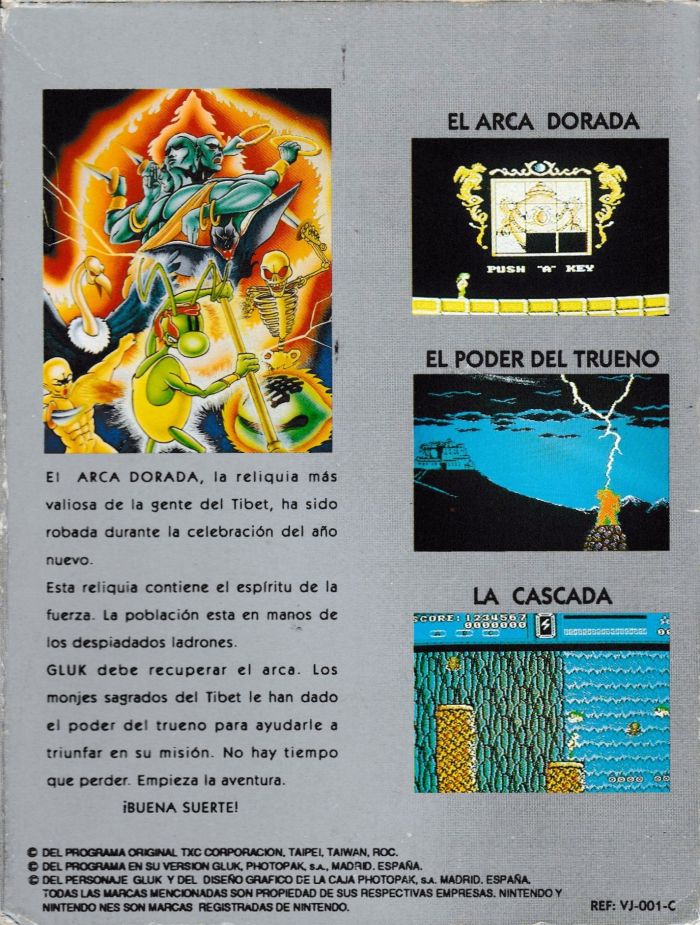 EL ARCA DORADA
PUSH "A" KEY
EL PODER DEL TRUENO
LA CASCADA
SCORE: 1234567
0000000
El ARCA DORADA, la reliquia más
valiosa de la gente del Tibet, ha sido
robada durante la celebración del año
nuevo.
Esta reliquia contiene el espíritu de la
fuerza. La población esta en manos de
los despiadados ladrones.
GLUK debe recuperar el arca. Los
monjes sagrados del Tibet le han dado
el poder del trueno para ayudarle a
triunfar en su misión. No hay tiempo
que perder. Empieza la aventura.
¡BUENA SUERTE!
© DEL PROGRAMA ORIGINAL TXC CORPORACION, TAIPEI, TAIWAN, ROC.
© DEL PROGRAMA EN SU VERSION GLUK, PHOTOPAK, S.A., MADRID. ESPAÑA.
© DEL PERSONAJE GLUK Y DEL DISEÑO GRAFICO DE LA CAJA PHOTOPAK, S.A. MADRID. ESPAÑA.
TODAS LAS MARCAS MENCIONADAS SON PROPIEDAD DE SUS RESPECTIVAS EMPRESAS. NINTENDO Y
NINTENDO NES SON MARCAS REGISTRADAS DE NINTENDO.
REF: VJ-001-C